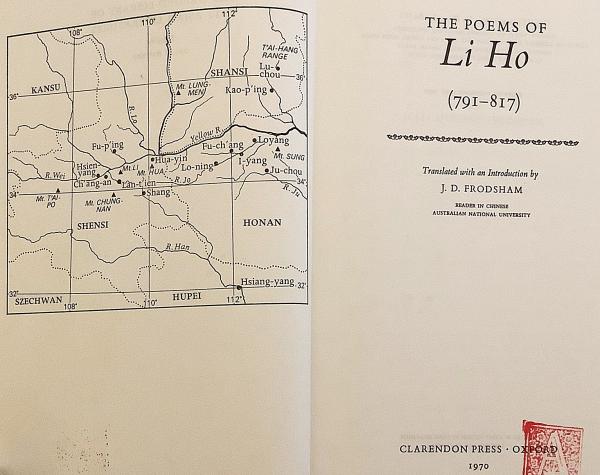 108°
110°
112°
T'AI-HANG
RANGE
KANSU
SHANSI
Lu-
chou
36°
36°
Mt. LUNG-
MEN
Kao-p'ing
R. Lo
Yellow R.
Fu-p'ing
Fu-ch'ang
Loyang
Hua-yin
I-yang
Mt. SUNG
Hsien-
yang
Mt. LI
Mt. HUA
Lo-ning
Ju-chou
R. Wei
Ch'ang-an
Lan-t'ien
R. Lo
R. Ju
34°
34°
Mt. T'AI-
PO
Mt. CHUNG-
NAN
Shang
SHENSI
HONAN
R. Han
Hsiang-yang
32°
32°
SZECHWAN
108°
110°
HUPEI
112°
THE POEMS OF
Li Ho
(791–817)
Translated with an Introduction by
J. D. FRODSHAM
READER IN CHINESE
AUSTRALIAN NATIONAL UNIVERSITY
CLARENDON PRESS · OXFORD
1970